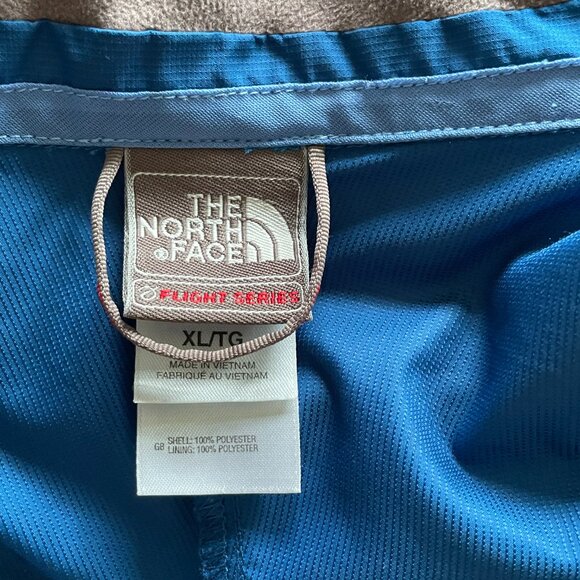 THE
NORTH
FACE
®
FLIGHT SERIES
XL/TG
MADE IN VIETNAM
FABRIQUÉ AU VIETNAM
SHELL: 100% POLYESTER
GB LINING: 100% POLYESTER